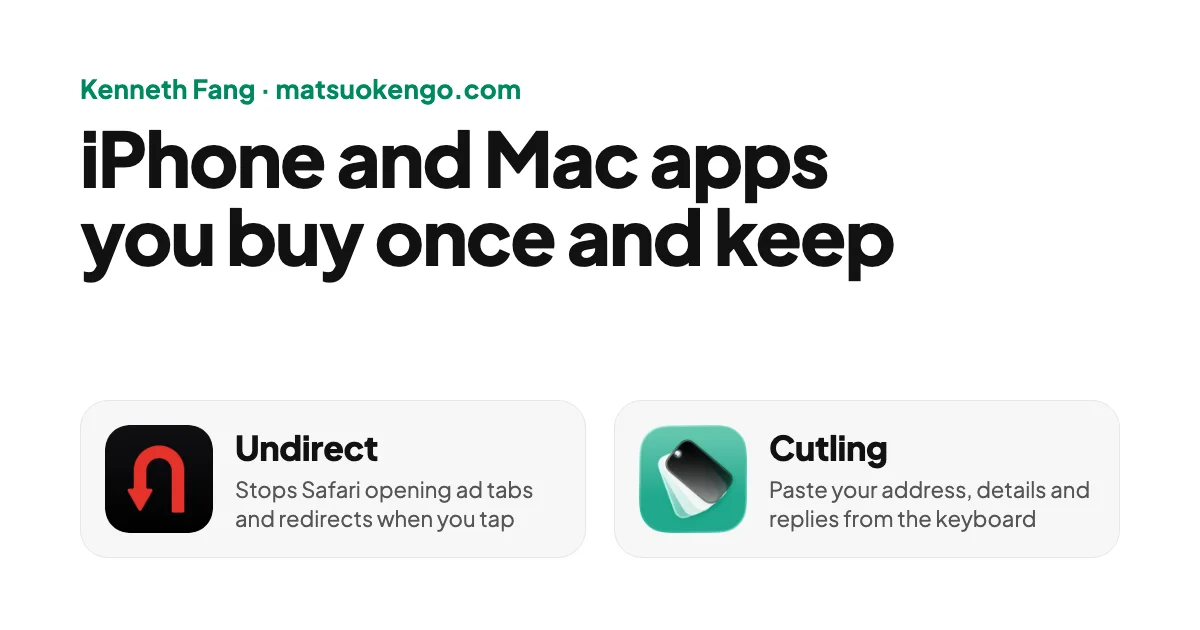 Kenneth Fang · matsuokengo.com
iPhone and Mac apps
you buy once and keep
Undirect
Stops Safari opening ad tabs
and redirects when you tap
Cutling
Paste your address, details and
replies from the keyboard